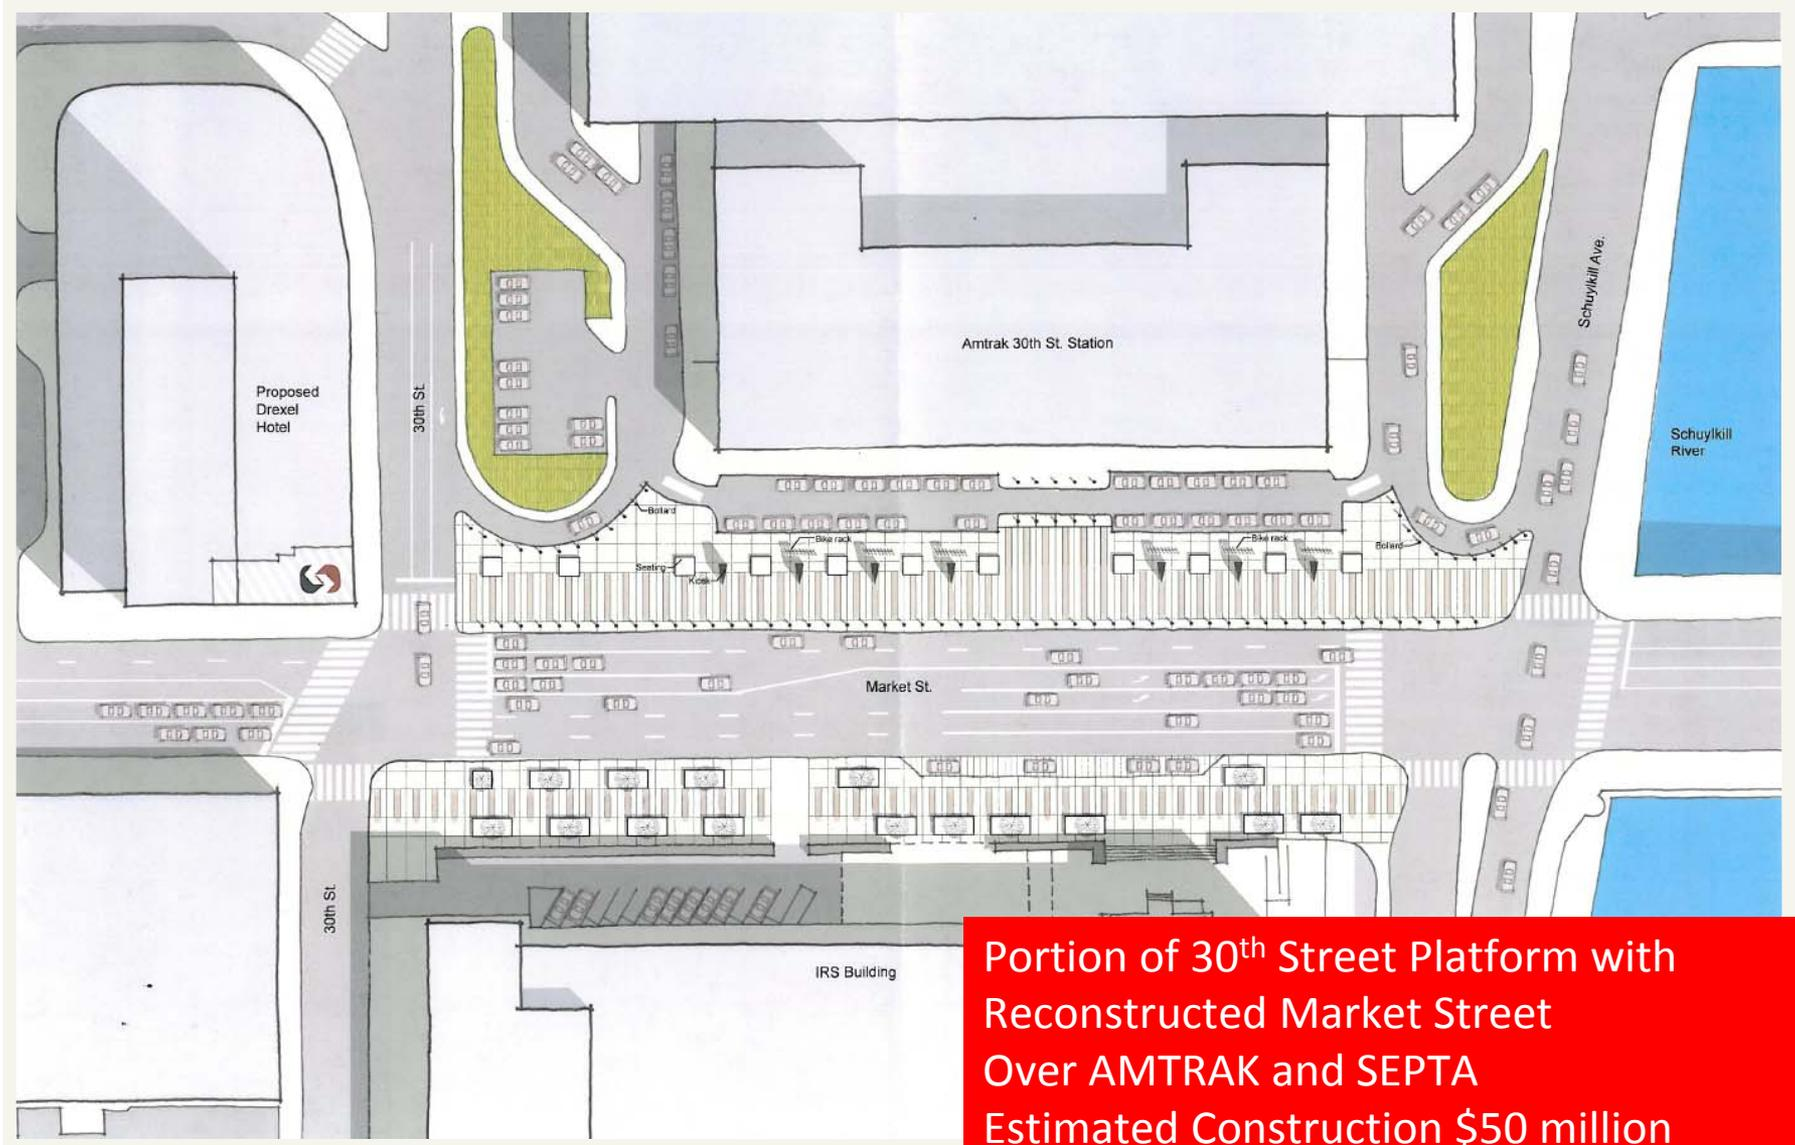 Amtrak 30th St. Station
Schuylkill Ave.
Proposed
Drexel
Hotel
30th St.
Schuylkill
River
Bollard
Bike rack
Bike rack
Bollard
Seating
Kiosk
Market St.
30th St.
IRS Building
Portion of 30th Street Platform with
Reconstructed Market Street
Over AMTRAK and SEPTA
Estimated Construction $50 million